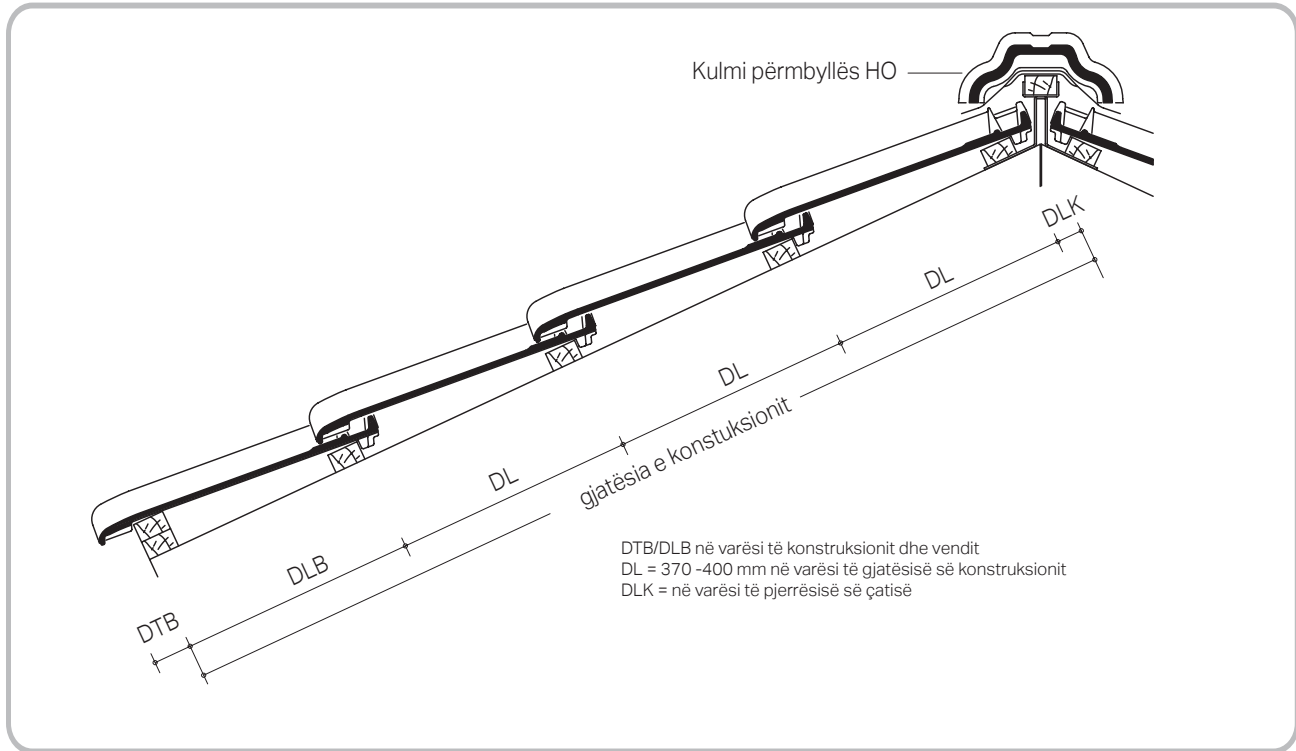 Kulmi përmbyllës HO
DLK
DL
DL
DL
DLB
DTB
gjatësia e konstuksionit
DTB/DLB në varësi të konstruksionit dhe vendit
DL = 370 -400 mm në varësi të gjatësisë së konstruksionit
DLK = në varësi të pjerrësisë së çatisë